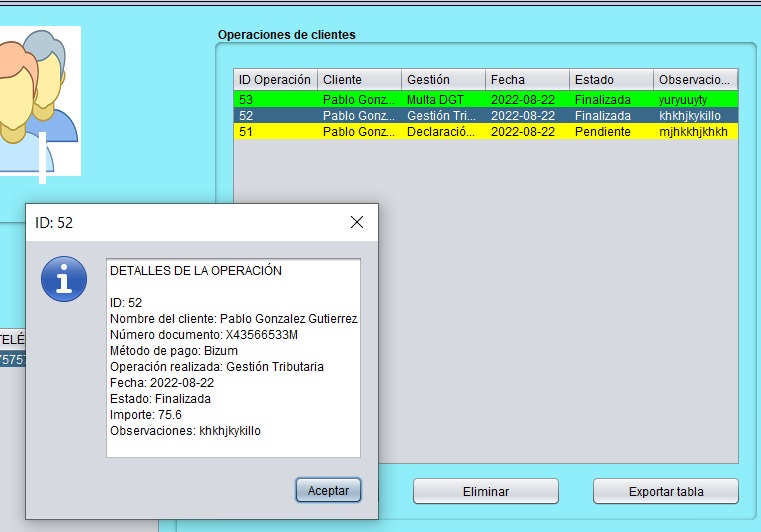 Operaciones de clientes
ID Operación Cliente Gestión Fecha Estado Observacio...
53 Pablo Gonz... Multa DGT 2022-08-22 Finalizada yuryuuyty
52 Pablo Gonz... Gestión Tri... 2022-08-22 Finalizada khkhjkykillo
51 Pablo Gonz... Declaració... 2022-08-22 Pendiente mjhkkhjkhkh
ID: 52
DETALLES DE LA OPERACIÓN
ID: 52
Nombre del cliente: Pablo Gonzalez Gutierrez
Número documento: X43566533M
Método de pago: Bizum
Operación realizada: Gestión Tributaria
Fecha: 2022-08-22
Estado: Finalizada
Importe: 75.6
Observaciones: khkhjkykillo
Aceptar
TELÉ
7575
Eliminar
Exportar tabla